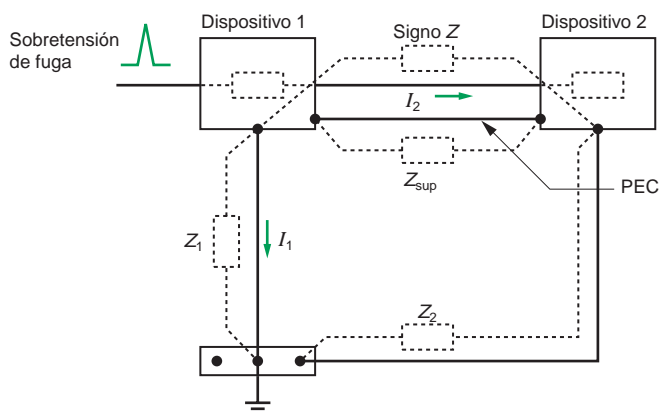 Dispositivo 1
Signo Z
Dispositivo 2
Sobretensión
de fuga
I2
Zsup
PEC
Z1
I1
Z2